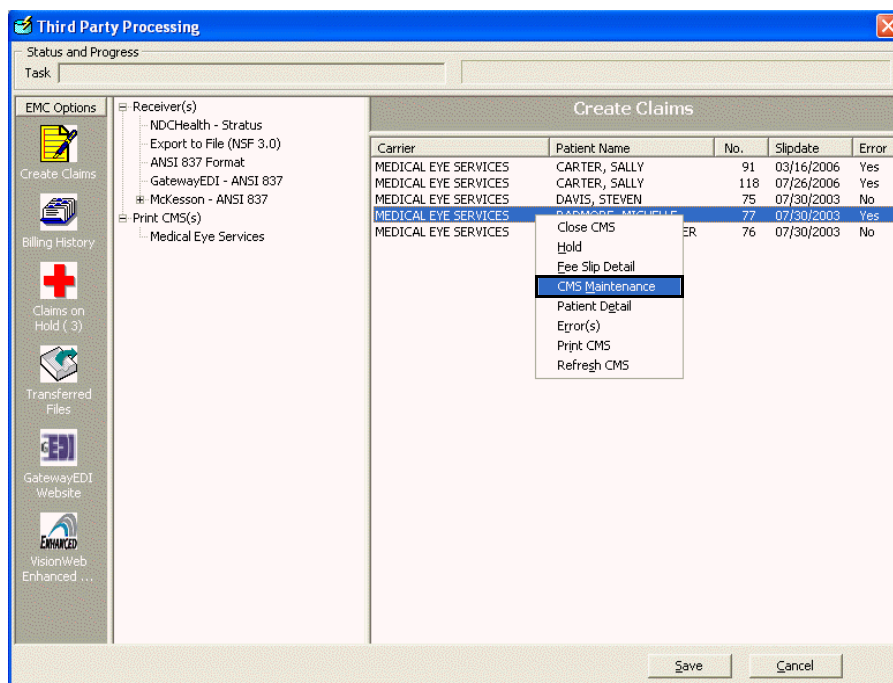 Third Party Processing
Status and Progress
Task
EMC Options
Create Claims
Billing History
Claims on
Hold ( 3)
Transferred
Files
GatewayEDI
Website
ENHANCED
VisionWeb
Enhanced ...
Receiver(s)
NDCHealth - Stratus
Export to File (NSF 3.0)
ANSI 837 Format
GatewayEDI - ANSI 837
McKesson - ANSI 837
Print CMS(s)
Medical Eye Services
Create Claims
Carrier Patient Name No. Slipdate Error
MEDICAL EYE SERVICES CARTER, SALLY 91 03/16/2006 Yes
MEDICAL EYE SERVICES CARTER, SALLY 118 07/26/2006 Yes
MEDICAL EYE SERVICES DAVIS, STEVEN 75 07/30/2003 No
MEDICAL EYE SERVICES 77 07/30/2003 Yes
MEDICAL EYE SERVICES ER 76 07/30/2003 No
Close CMS
Hold
Fee Slip Detail
CMS Maintenance
Patient Detail
Error(s)
Print CMS
Refresh CMS
Save Cancel